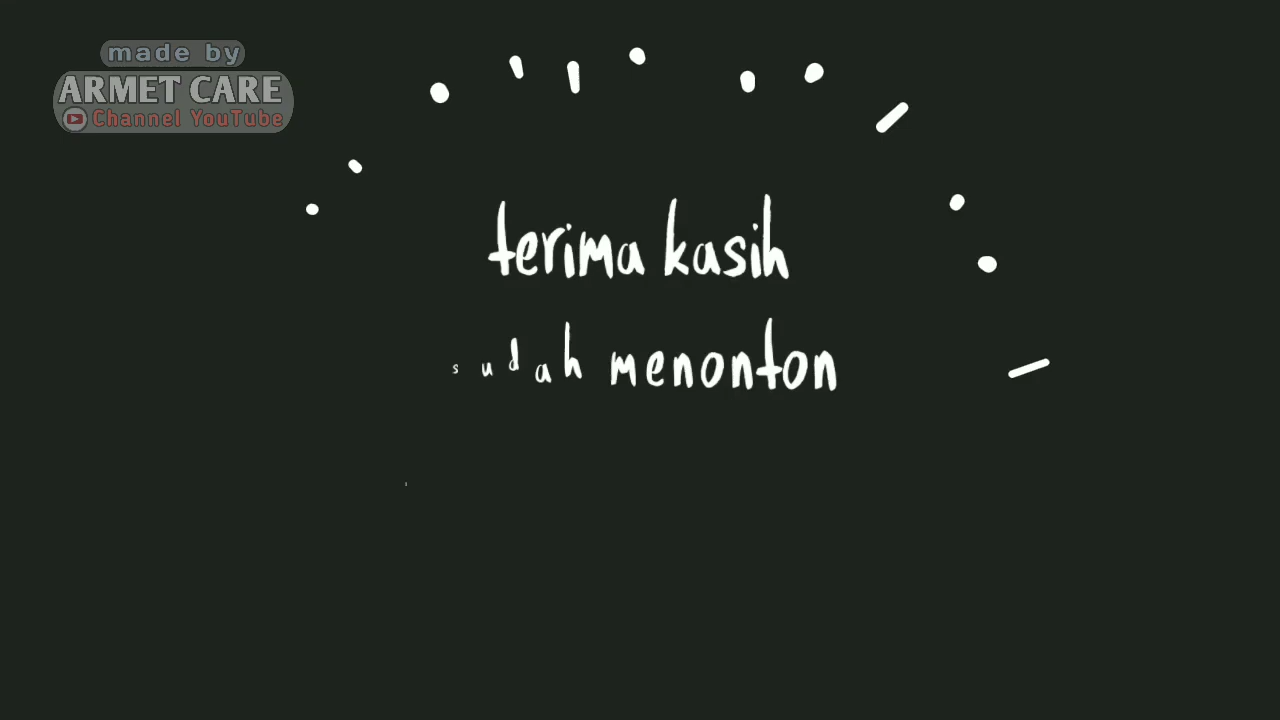 made by
ARMET CARE
Channel YouTube
terima kasih
sudah menonton